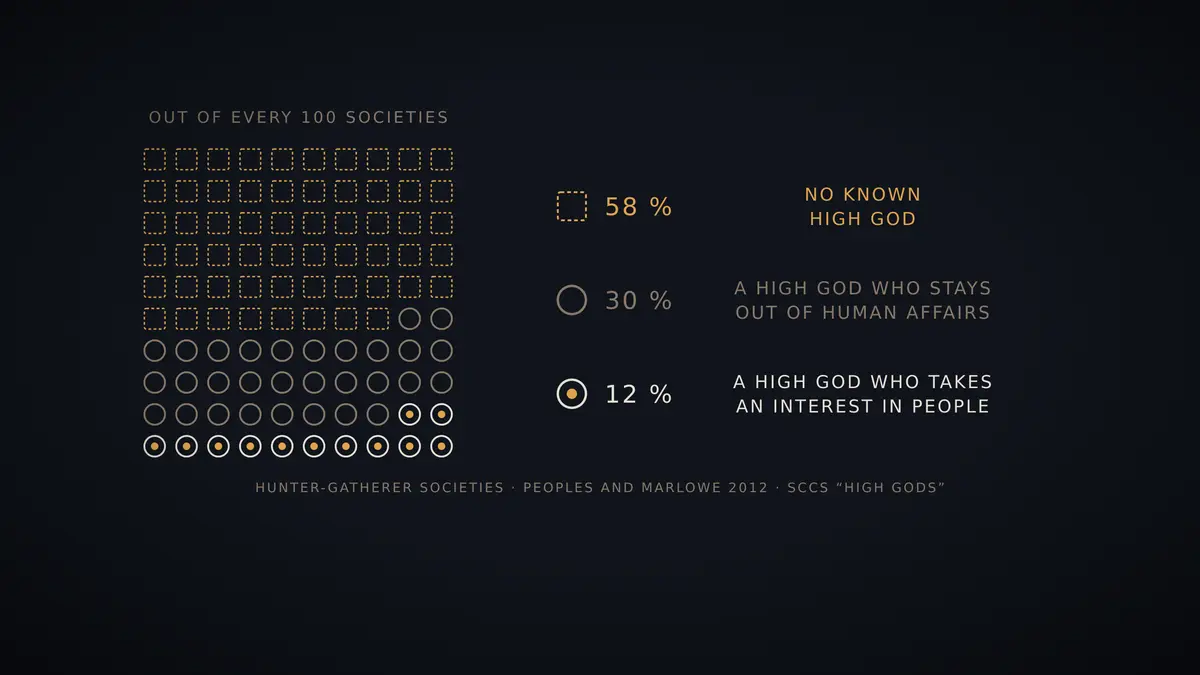 OUT OF EVERY 100 SOCIETIES
58 %
NO KNOWN
HIGH GOD
30 %
A HIGH GOD WHO STAYS
OUT OF HUMAN AFFAIRS
12 %
A HIGH GOD WHO TAKES
AN INTEREST IN PEOPLE
HUNTER-GATHERER SOCIETIES · PEOPLES AND MARLOWE 2012 · SCCS “HIGH GODS”